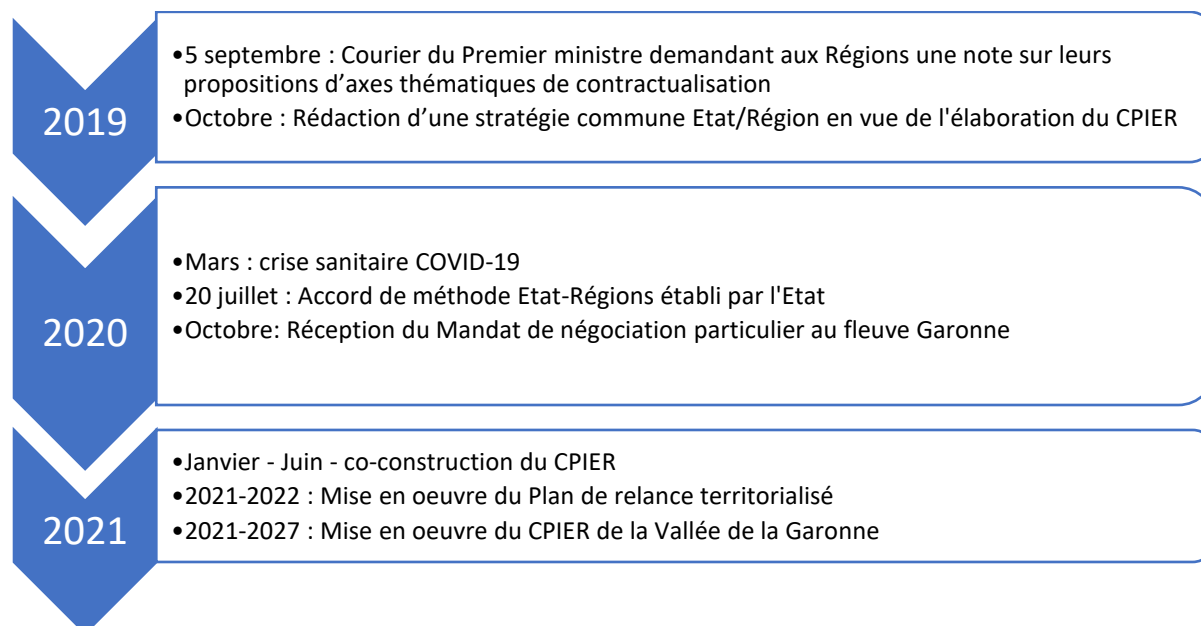 2019
•5 septembre : Courier du Premier ministre demandant aux Régions une note sur leurs
propositions d’axes thématiques de contractualisation
•Octobre : Rédaction d’une stratégie commune Etat/Région en vue de l'élaboration du CPIER
2020
•Mars : crise sanitaire COVID-19
•20 juillet : Accord de méthode Etat-Régions établi par l'Etat
•Octobre: Réception du Mandat de négociation particulier au fleuve Garonne
2021
•Janvier - Juin - co-construction du CPIER
•2021-2022 : Mise en oeuvre du Plan de relance territorialisé
•2021-2027 : Mise en oeuvre du CPIER de la Vallée de la Garonne